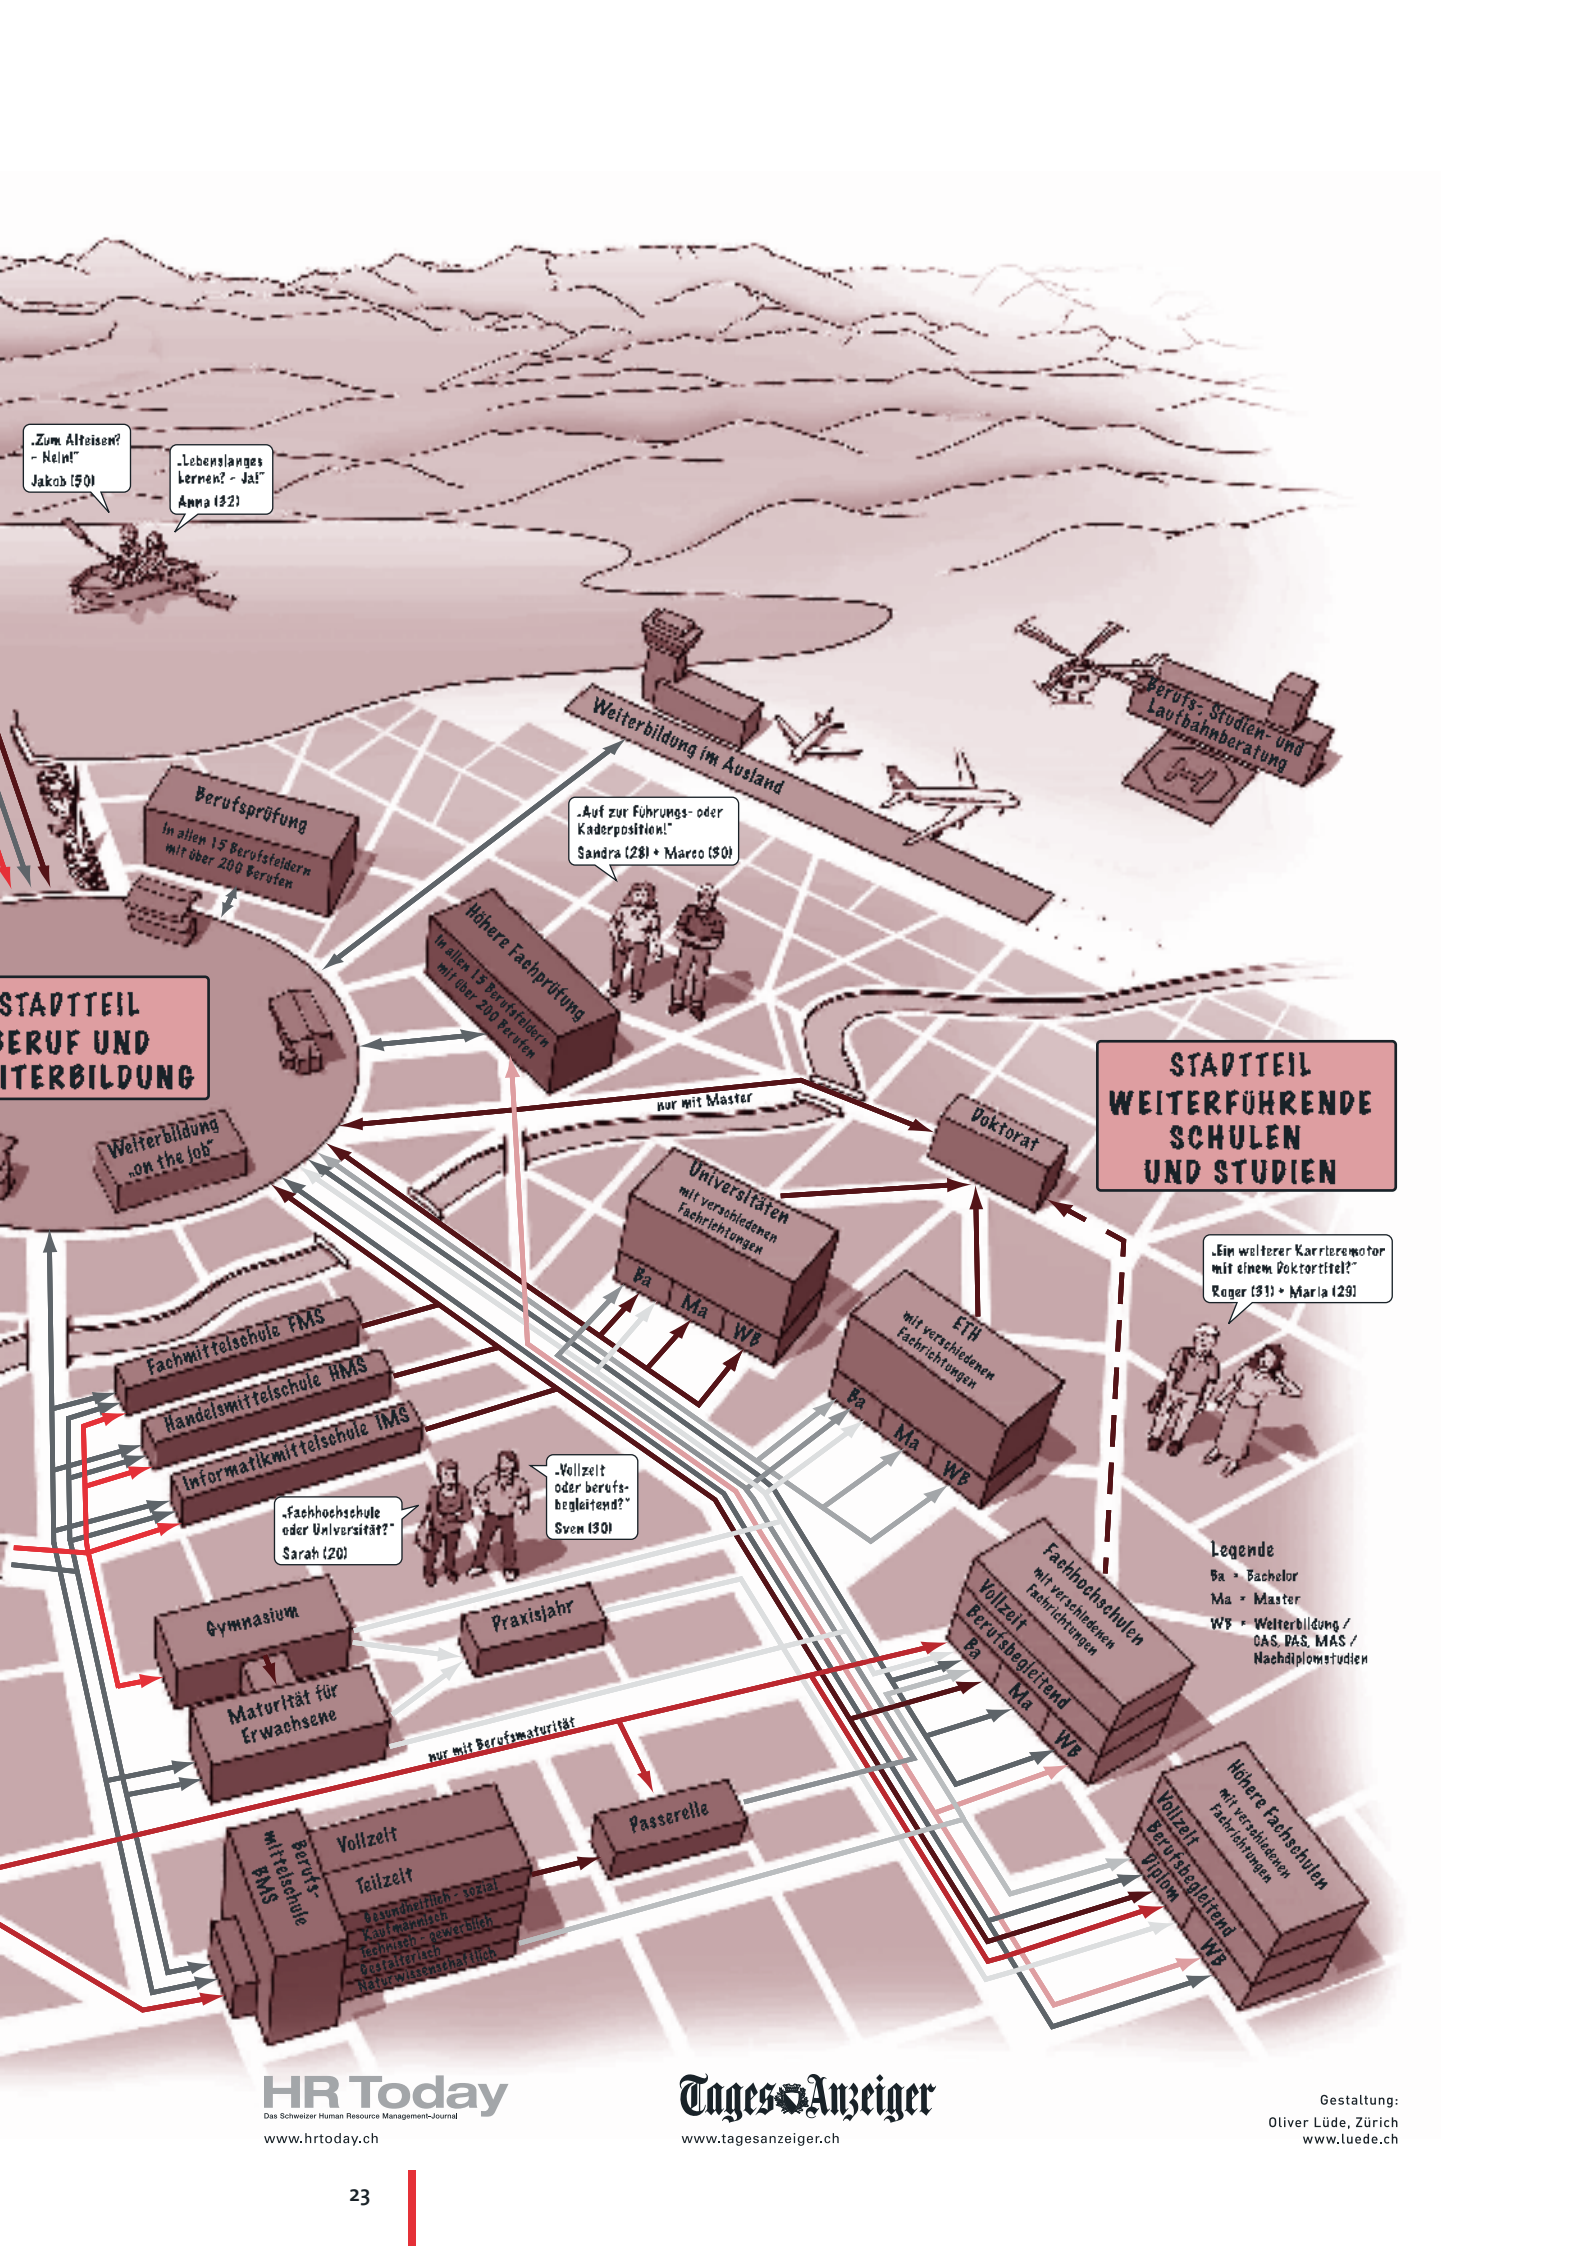 „Zum Alteisen?
- Nein!"
Jakob (50)
„Lebenslanges
Lernen? - Ja!"
Anna (32)
Berufs-, Studien- und
Laufbahnberatung
Weiterbildung im Ausland
Berufsprüfung
In allen 15 Berufsfeldern
mit über 200 Berufen
„Auf zur Führungs- oder
Kaderposition!"
Sandra (28) + Marco (30)
Höhere Fachprüfung
In allen 15 Berufsfeldern
mit über 200 Berufen
STADTTEIL
BERUF UND
ITERBILDUNG
Weiterbildung
„on the job"
nur mit Master
Doktorat
STADTTEIL
WEITERFÜHRENDE
SCHULEN
UND STUDIEN
Universitäten
mit verschiedenen
Fachrichtungen
Ba
Ma
WB
„Ein weiterer Karrieremotor
mit einem Doktortitel?"
Roger (31) + Maria (29)
ETH
mit verschiedenen
Fachrichtungen
Ba
Ma
WB
Fachmittelschule FMS
Handelsmittelschule HMS
Informatikmittelschule IMS
„Vollzeit
oder berufs-
begleitend?"
Sven (30)
„Fachhochschule
oder Universität?"
Sarah (20)
Legende
Ba = Bachelor
Ma = Master
WB = Weiterbildung /
CAS, DAS, MAS /
Nachdiplomstudien
Fachhochschulen
mit verschiedenen
Fachrichtungen
Vollzeit
Berufsbegleitend
Ba
Ma
WB
Gymnasium
Praxisjahr
Maturität für
Erwachsene
nur mit Berufsmaturität
Passerelle
Berufs-
mittelschule
BMS
Vollzeit
Teilzeit
Gesundheitlich - sozial
Kaufmännisch
Technisch - gewerblich
Gestalterisch
Naturwissenschaftlich
Höhere Fachschulen
mit verschiedenen
Fachrichtungen
Vollzeit
Berufsbegleitend
Diplom
WB
HR Today
Das Schweizer Human Resource Management-Journal
www.hrtoday.ch
Tages Anzeiger
www.tagesanzeiger.ch
Gestaltung:
Oliver Lüde, Zürich
www.luede.ch
23